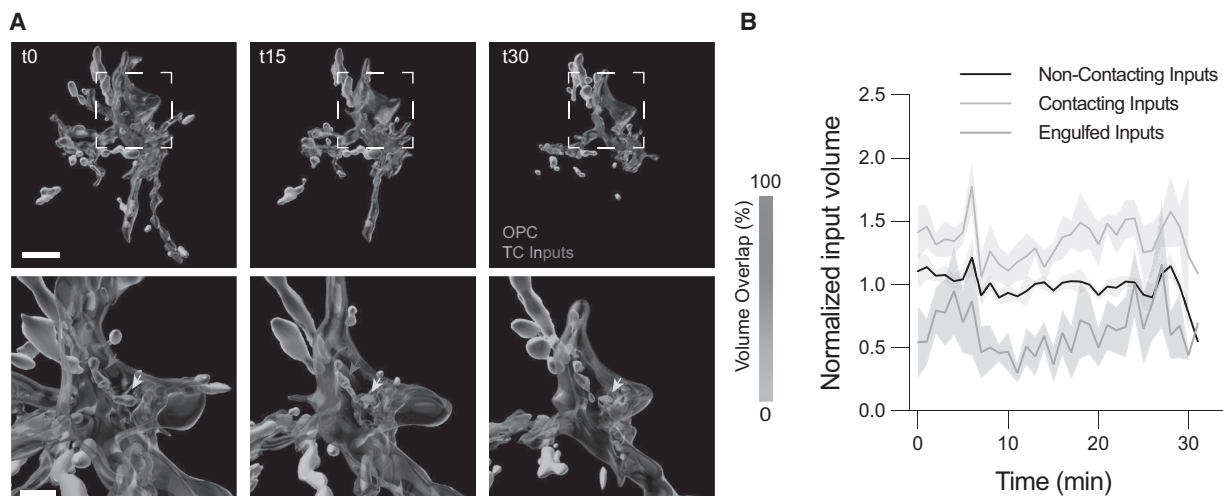 A
B
t0
t15
t30
OPC
TC Inputs
Volume Overlap (%)
100
0
Non-Contacting Inputs
Contacting Inputs
Engulfed Inputs
Normalized input volume
2.5
2.0
1.5
1.0
0.5
0.0
0 10 20 30
Time (min)